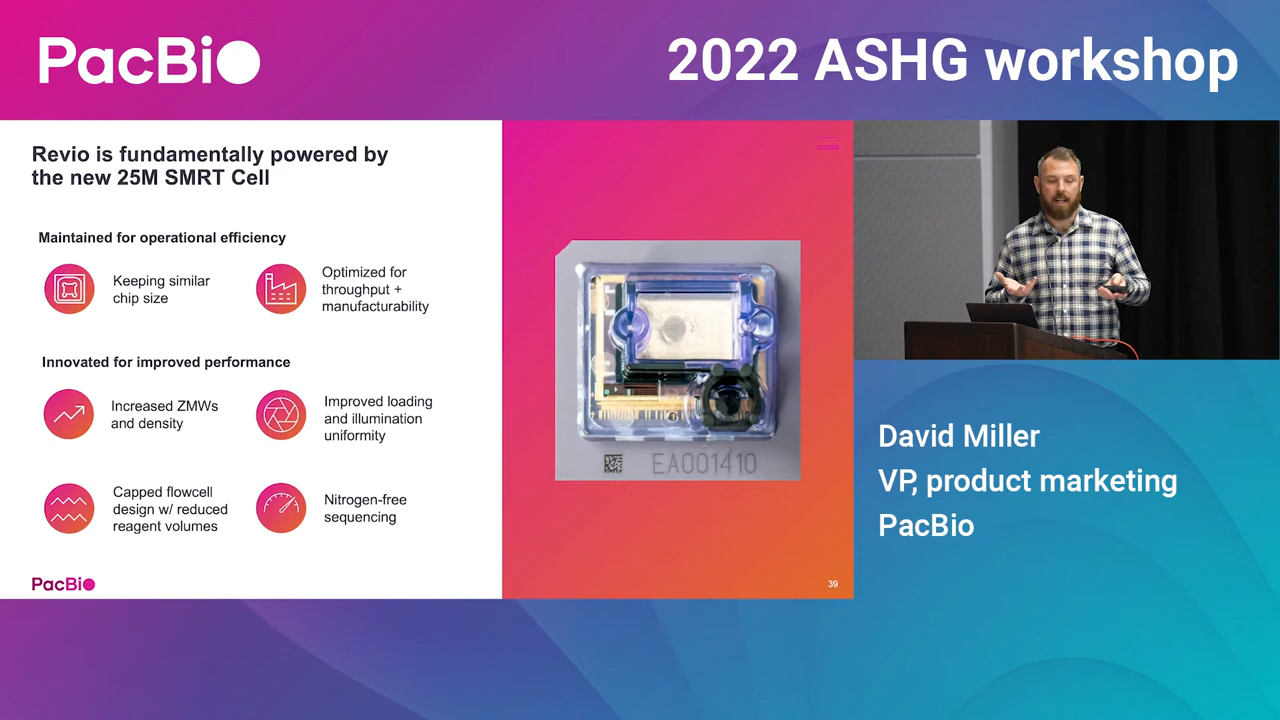 PacBio
2022 ASHG workshop
Revio is fundamentally powered by
the new 25M SMRT Cell
Maintained for operational efficiency
Keeping similar
chip size
Optimized for
throughput +
manufacturability
Innovated for improved performance
Increased ZMWs
and density
Improved loading
and illumination
uniformity
Capped flowcell
design w/ reduced
reagent volumes
Nitrogen-free
sequencing
PacBio
EA001410
39
David Miller
VP, product marketing
PacBio